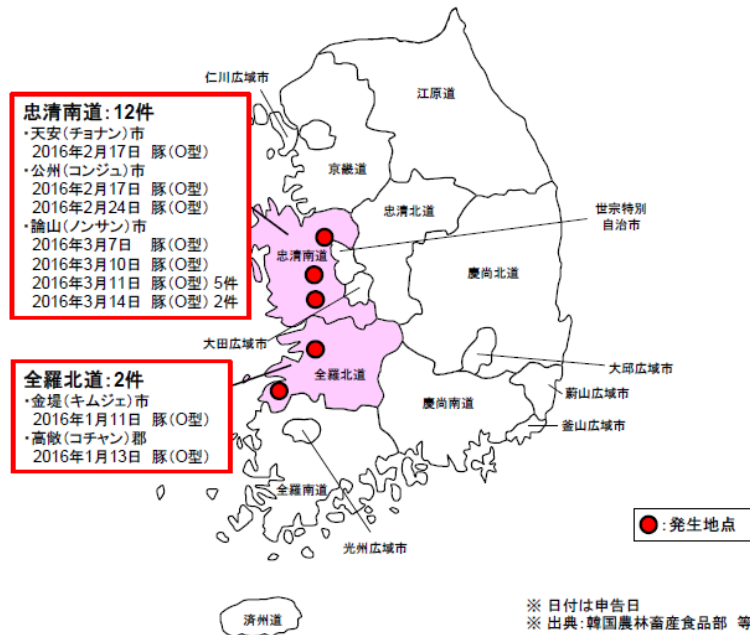 仁川広域市
江原道
忠清南道:12件
・天安(チョナン)市
2016年2月17日 豚(O型)
・公州(コンジュ)市
2016年2月17日 豚(O型)
2016年2月24日 豚(O型)
・論山(ノンサン)市
2016年3月7日 豚(O型)
2016年3月10日 豚(O型)
2016年3月11日 豚(O型) 5件
2016年3月14日 豚(O型) 2件
京畿道
忠清北道
世宗特別
自治市
忠清南道
慶尚北道
大田広域市
全羅北道:2件
・金堤(キムジェ)市
2016年1月11日 豚(O型)
・高敞(コチャン)郡
2016年1月13日 豚(O型)
全羅北道
大邱広域市
慶尚南道
蔚山広域市
釜山広域市
全羅南道
光州広域市
:発生地点
済州道
※ 日付は申告日
※ 出典:韓国農林畜産食品部 等